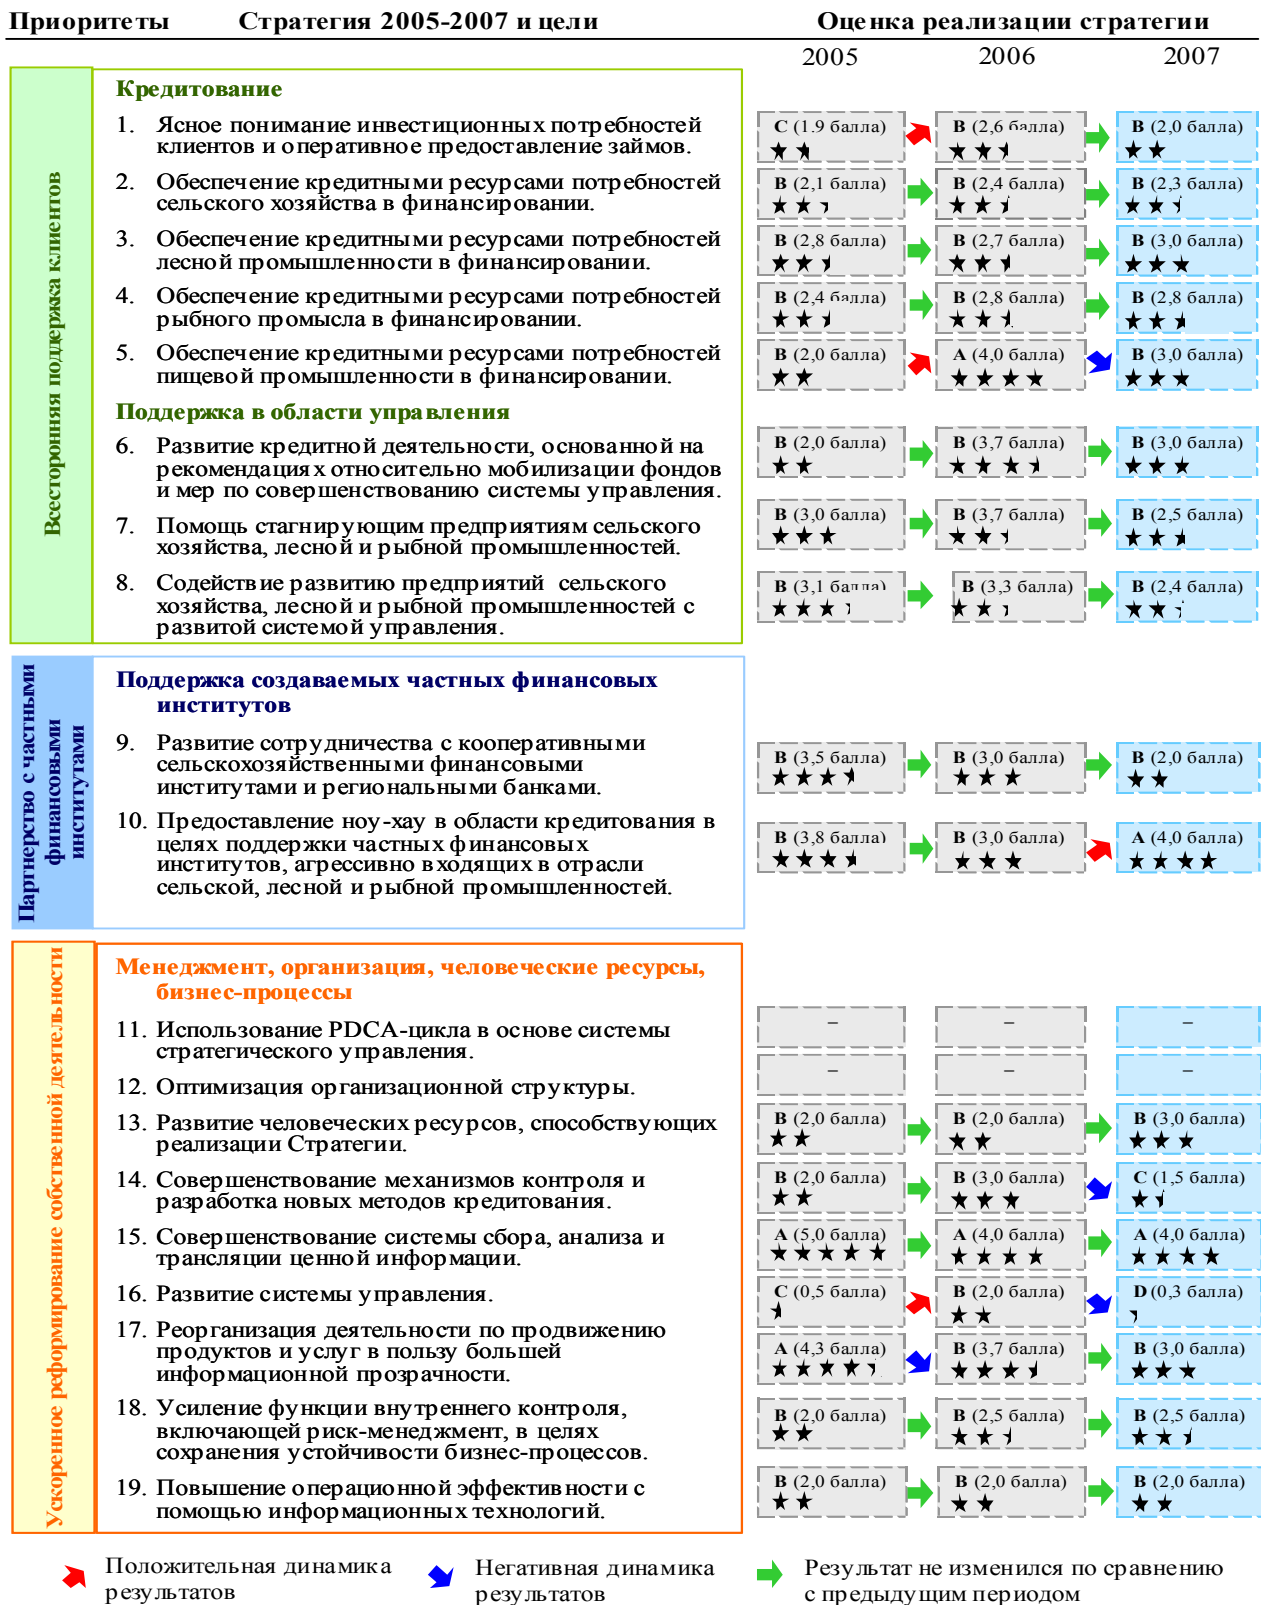 Приоритеты Стратегия 2005-2007 и цели Оценка реализации стратегии
2005 2006 2007
Всесторонняя поддержка клиентов
Кредитование
1. Ясное понимание инвестиционных потребностей
клиентов и оперативное предоставление займов.
C (1.9 балла) B (2,6 балла) B (2,0 балла)
2. Обеспечение кредитными ресурсами потребностей
сельского хозяйства в финансировании.
B (2,1 балла) B (2,4 балла) B (2,3 балла)
3. Обеспечение кредитными ресурсами потребностей
лесной промышленности в финансировании.
B (2,8 балла) B (2,7 балла) B (3,0 балла)
4. Обеспечение кредитными ресурсами потребностей
рыбного промысла в финансировании.
B (2,4 балла) B (2,8 балла) B (2,8 балла)
5. Обеспечение кредитными ресурсами потребностей
пищевой промышленности в финансировании.
B (2,0 балла) A (4,0 балла) B (3,0 балла)
Поддержка в области управления
6. Развитие кредитной деятельности, основанной на
рекомендациях относительно мобилизации фондов
и мер по совершенствованию системы управления.
B (2,0 балла) B (3,7 балла) B (3,0 балла)
7. Помощь стагнирующим предприятиям сельского
хозяйства, лесной и рыбной промышленностей.
B (3,0 балла) B (3,7 балла) B (2,5 балла)
8. Содействие развитию предприятий сельского
хозяйства, лесной и рыбной промышленностей с
развитой системой управления.
B (3,1 балла) B (3,3 балла) B (2,4 балла)
Партнерство с частными
финансовыми
институтами
Поддержка создаваемых частных финансовых
институтов
9. Развитие сотрудничества с кооперативными
сельскохозяйственными финансовыми
институтами и региональными банками.
B (3,5 балла) B (3,0 балла) B (2,0 балла)
10. Предоставление ноу-хау в области кредитования в
целях поддержки частных финансовых
институтов, агрессивно входящих в отрасли
сельской, лесной и рыбной промышленностей.
B (3,8 балла) B (3,0 балла) A (4,0 балла)
Ускоренное реформирование собственной деятельности
Менеджмент, организация, человеческие ресурсы,
бизнес-процессы
11. Использование PDCA-цикла в основе системы
стратегического управления.
– – –
12. Оптимизация организационной структуры.
– – –
13. Развитие человеческих ресурсов, способствующих
реализации Стратегии.
B (2,0 балла) B (2,0 балла) B (3,0 балла)
14. Совершенствование механизмов контроля и
разработка новых методов кредитования.
B (2,0 балла) B (3,0 балла) C (1,5 балла)
15. Совершенствование системы сбора, анализа и
трансляции ценной информации.
A (5,0 балла) A (4,0 балла) A (4,0 балла)
16. Развитие системы управления.
C (0,5 балла) B (2,0 балла) D (0,3 балла)
17. Реорганизация деятельности по продвижению
продуктов и услуг в пользу большей
информационной прозрачности.
A (4,3 балла) B (3,7 балла) B (3,0 балла)
18. Усиление функции внутреннего контроля,
включающей риск-менеджмент, в целях
сохранения устойчивости бизнес-процессов.
B (2,0 балла) B (2,5 балла) B (2,5 балла)
19. Повышение операционной эффективности с
помощью информационных технологий.
B (2,0 балла) B (2,0 балла) B (2,0 балла)
Положительная динамика
результатов
Негативная динамика
результатов
Результат не изменился по сравнению
с предыдущим периодом